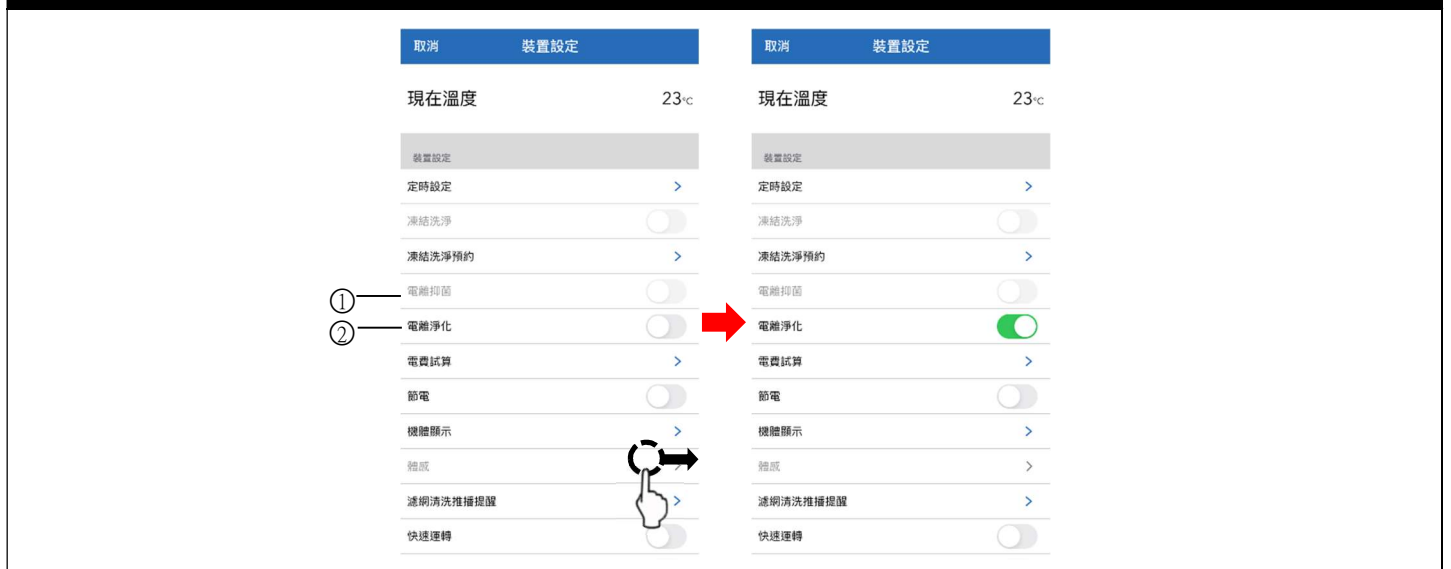 取消 裝置設定
現在溫度 23°C
裝置設定
定時設定
凍結洗淨
凍結洗淨預約
① 電離抑菌
② 電離淨化
電費試算
節電
機體顯示
體感
濾網清洗推播提醒
快速運轉
取消 裝置設定
現在溫度 23°C
裝置設定
定時設定
凍結洗淨
凍結洗淨預約
電離抑菌
電離淨化
電費試算
節電
機體顯示
體感
濾網清洗推播提醒
快速運轉